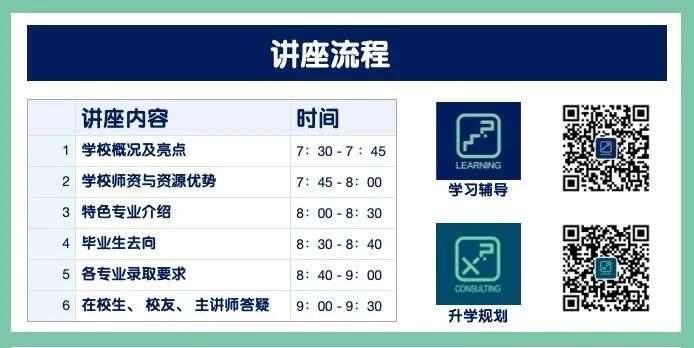 讲座流程
讲座内容 时间
1 学校概况及亮点 7：30 - 7：45
2 学校师资与资源优势 7：45 - 8：00
3 特色专业介绍 8：00 - 8：30
4 毕业生去向 8：30 - 8：40
5 各专业录取要求 8：40 - 9：00
6 在校生、校友、主讲师答疑 9：00 - 9：30
LEARNING
学习辅导
CONSULTING
升学规划